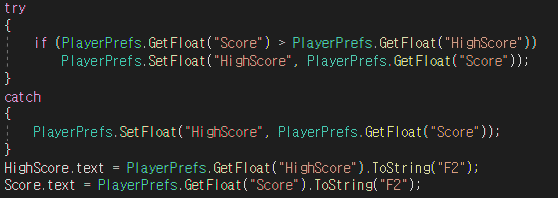 try
{
if (PlayerPrefs.GetFloat("Score") > PlayerPrefs.GetFloat("HighScore"))
PlayerPrefs.SetFloat("HighScore", PlayerPrefs.GetFloat("Score"));
}
catch
{
PlayerPrefs.SetFloat("HighScore", PlayerPrefs.GetFloat("Score"));
}
HighScore.text = PlayerPrefs.GetFloat("HighScore").ToString("F2");
Score.text = PlayerPrefs.GetFloat("Score").ToString("F2");